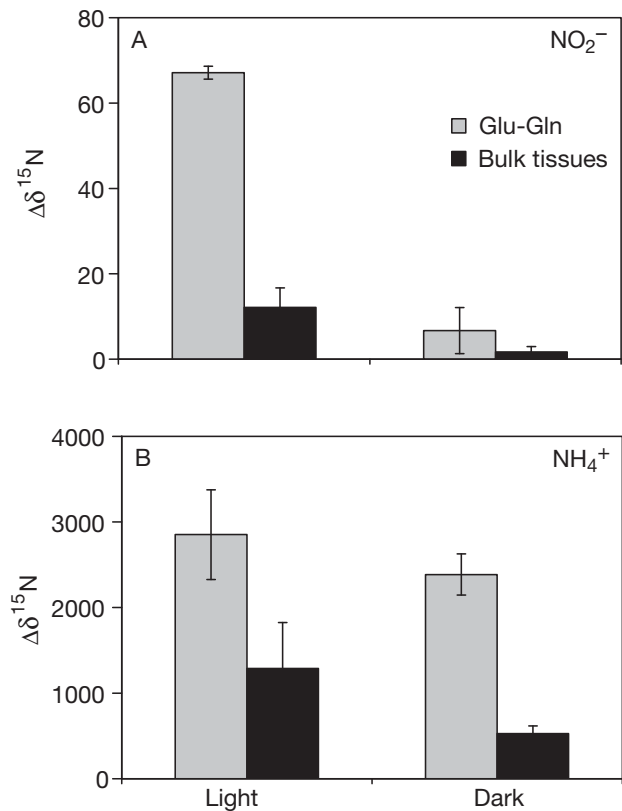 A
NO₂⁻
80
60
40
20
0
Δδ¹⁵N
Glu-Gln
Bulk tissues
B
NH₄⁺
4000
3000
2000
1000
0
Δδ¹⁵N
Light
Dark